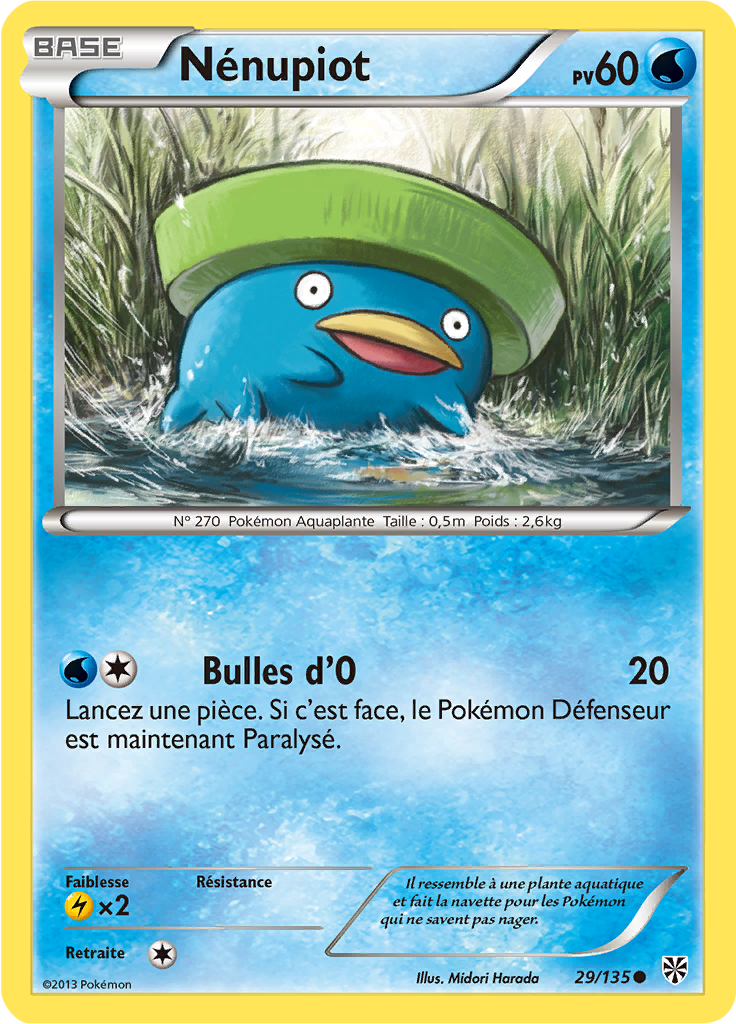 BASE
Nénupiot
PV60
N° 270 Pokémon Aquaplante Taille : 0,5m Poids : 2,6kg
Bulles d'O 20
Lancez une pièce. Si c'est face, le Pokémon Défenseur
est maintenant Paralysé.
Faiblesse Résistance
×2
Retraite
Il ressemble à une plante aquatique
et fait la navette pour les Pokémon
qui ne savent pas nager.
©2013 Pokémon
Illus. Midori Harada
29/135